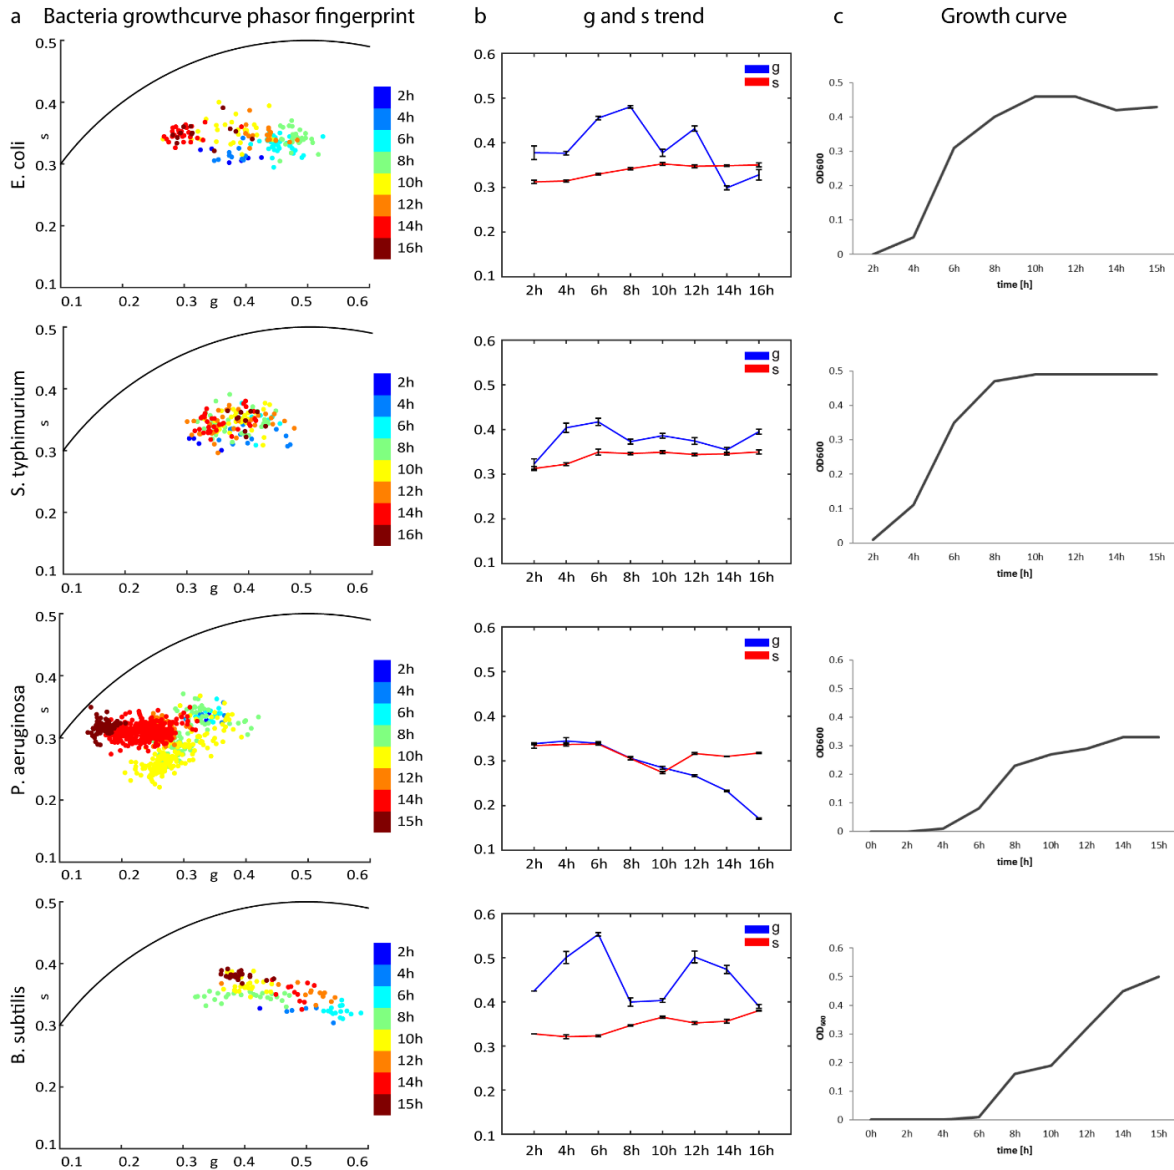 a Bacteria growthcurve phasor fingerprint
b g and s trend
c Growth curve
E. coli
0.5
0.4
s
0.3
0.2
0.1
0.1 0.2 0.3 g 0.4 0.5 0.6
2h
4h
6h
8h
10h
12h
14h
16h
0.6
0.5
0.4
0.3
0.2
0.1
g
s
2h 4h 6h 8h 10h 12h 14h 16h
OD600
0.5
0.4
0.3
0.2
0.1
0
2h 4h 6h 8h 10h 12h 14h 15h
time [h]
S. typhimurium
0.5
0.4
s
0.3
0.2
0.1
0.1 0.2 0.3 g 0.4 0.5 0.6
2h
4h
6h
8h
10h
12h
14h
16h
0.6
0.5
0.4
0.3
0.2
0.1
g
s
2h 4h 6h 8h 10h 12h 14h 16h
OD600
0.5
0.4
0.3
0.2
0.1
0
2h 4h 6h 8h 10h 12h 14h 15h
time [h]
P. aeruginosa
0.5
0.4
s
0.3
0.2
0.1
0.1 0.2 0.3 g 0.4 0.5 0.6
2h
4h
6h
8h
10h
12h
14h
15h
0.6
0.5
0.4
0.3
0.2
0.1
g
s
2h 4h 6h 8h 10h 12h 14h 16h
OD600
0.6
0.5
0.4
0.3
0.2
0.1
0
0h 2h 4h 6h 8h 10h 12h 14h 15h
time [h]
B. subtilis
0.5
0.4
s
0.3
0.2
0.1
0.1 0.2 0.3 g 0.4 0.5 0.6
2h
4h
6h
8h
10h
12h
14h
15h
0.6
0.5
0.4
0.3
0.2
0.1
g
s
2h 4h 6h 8h 10h 12h 14h 16h
OD600
0.6
0.5
0.4
0.3
0.2
0.1
0
0h 2h 4h 6h 8h 10h 12h 14h 15h
time [h]